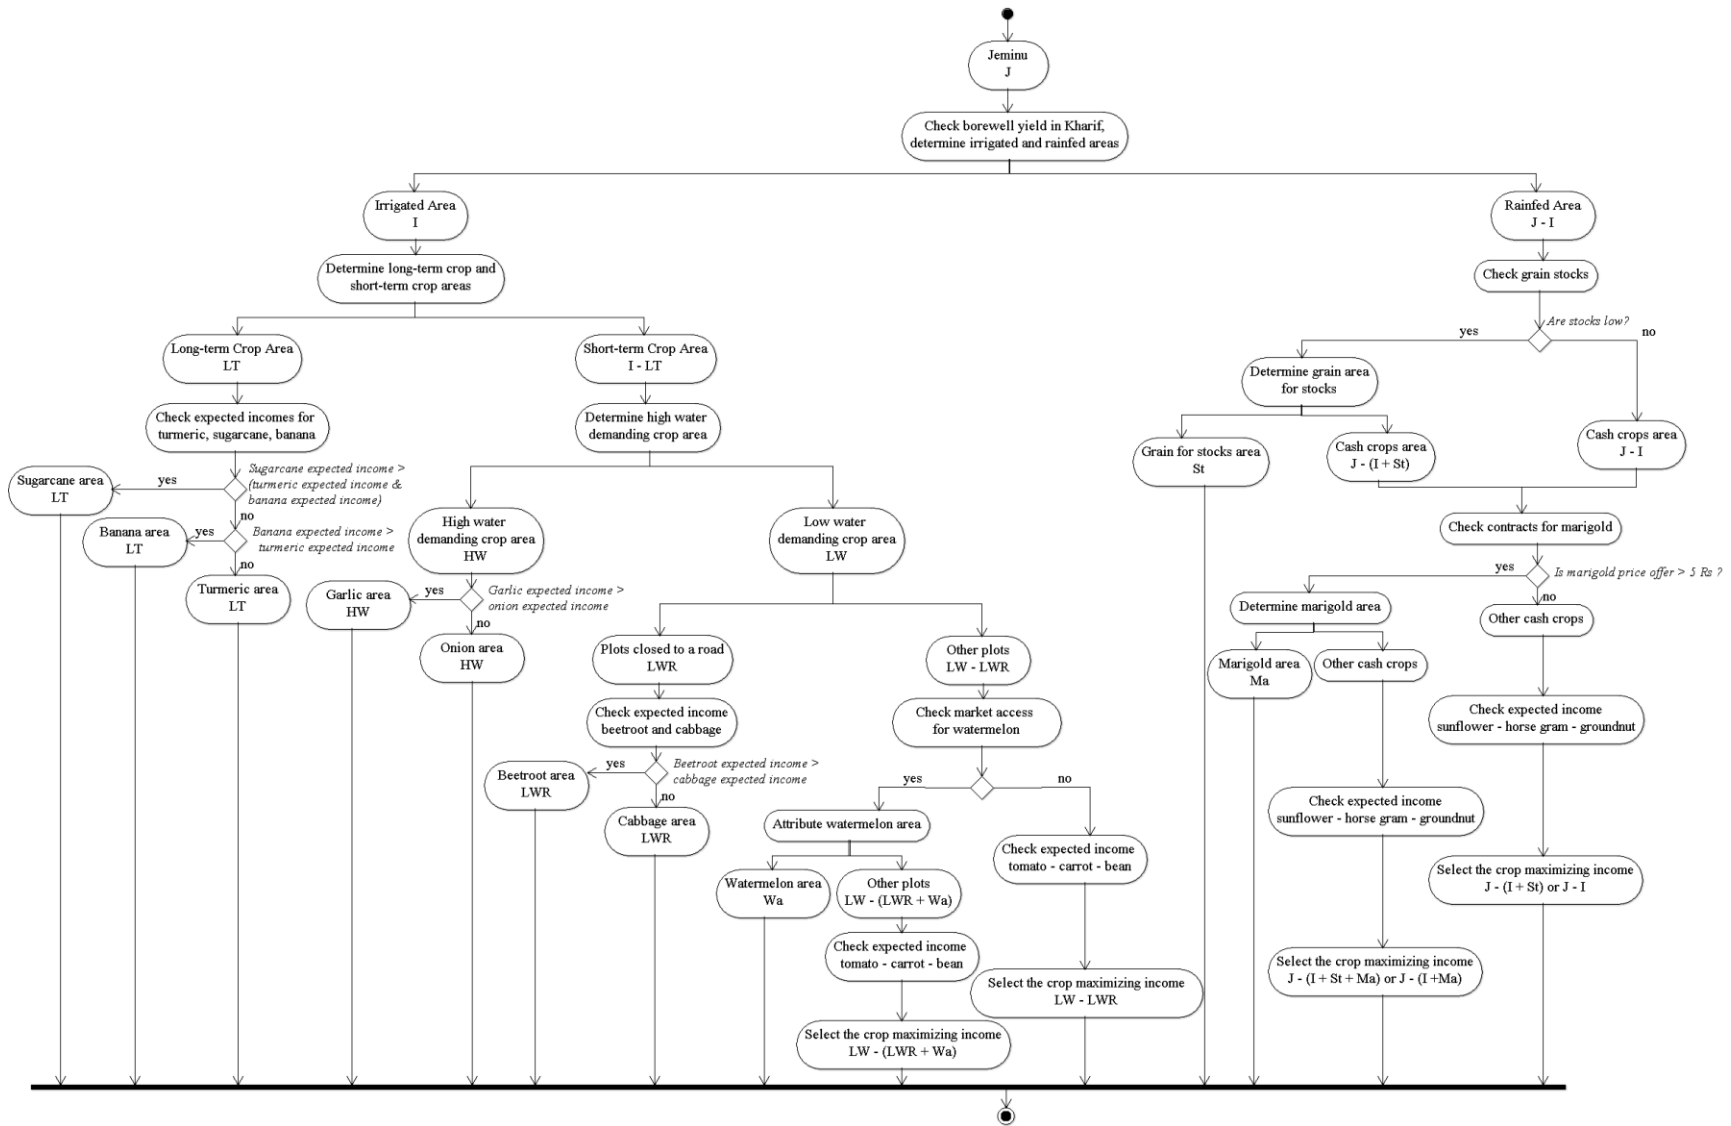 Jeminu
J
Check borewell yield in Kharif,
determine irrigated and rainfed areas
Irrigated Area
I
Rainfed Area
J - I
Determine long-term crop and
short-term crop areas
Check grain stocks
Are stocks low?
yes
no
Long-term Crop Area
LT
Short-term Crop Area
I - LT
Determine grain area
for stocks
Check expected incomes for
turmeric, sugarcane, banana
Determine high water
demanding crop area
Grain for stocks area
St
Cash crops area
J - (I + St)
Cash crops area
J - I
Sugarcane area
LT
yes
Sugarcane expected income >
(turmeric expected income &
banana expected income)
no
Banana area
LT
yes
Banana expected income >
turmeric expected income
no
Turmeric area
LT
High water
demanding crop area
HW
Low water
demanding crop area
LW
Check contracts for marigold
Is marigold price offer > 5 Rs ?
yes
no
Garlic area
HW
yes
Garlic expected income >
onion expected income
no
Onion area
HW
Determine marigold area
Other cash crops
Plots closed to a road
LWR
Other plots
LW - LWR
Marigold area
Ma
Other cash crops
Check expected income
beetroot and cabbage
Check market access
for watermelon
Check expected income
sunflower - horse gram - groundnut
Beetroot area
LWR
yes
Beetroot expected income >
cabbage expected income
no
Cabbage area
LWR
yes
no
Attribute watermelon area
Check expected income
sunflower - horse gram - groundnut
Check expected income
tomato - carrot - bean
Watermelon area
Wa
Other plots
LW - (LWR + Wa)
Select the crop maximizing income
J - (I + St) or J - I
Check expected income
tomato - carrot - bean
Select the crop maximizing income
LW - LWR
Select the crop maximizing income
J - (I + St + Ma) or J - (I +Ma)
Select the crop maximizing income
LW - (LWR + Wa)